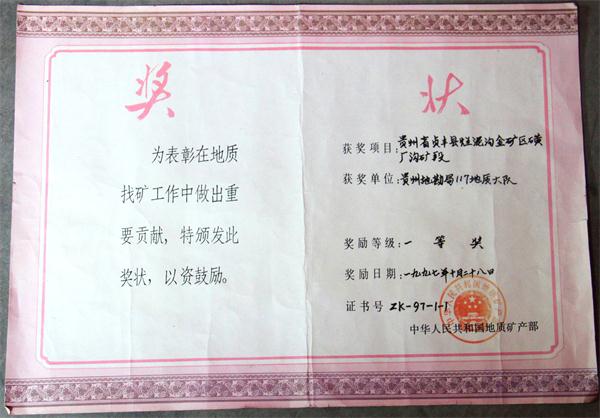 奖 状
为表彰在地质
找矿工作中做出重
要贡献，特颁发此
奖状，以资鼓励。
获奖项目：贵州省贞丰县烂泥沟金矿区磺
厂沟矿段
获奖单位：贵州地勘局117地质大队
奖励等级：一等奖
奖励日期：一九九七年十月二十八日
证书号 ZK-97-1-1
中华人民共和国地质矿产部